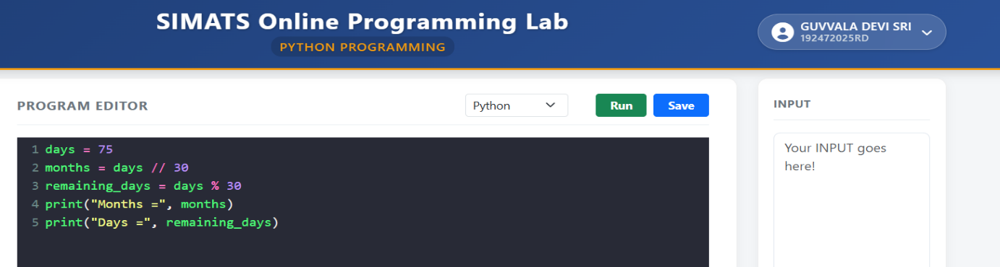 SIMATS Online Programming Lab
PYTHON PROGRAMMING
GUVVALA DEVI SRI
192472025RD
PROGRAM EDITOR
Python
Run
Save
1 days = 75
2 months = days // 30
3 remaining_days = days % 30
4 print("Months =", months)
5 print("Days =", remaining_days)
INPUT
Your INPUT goes
here!